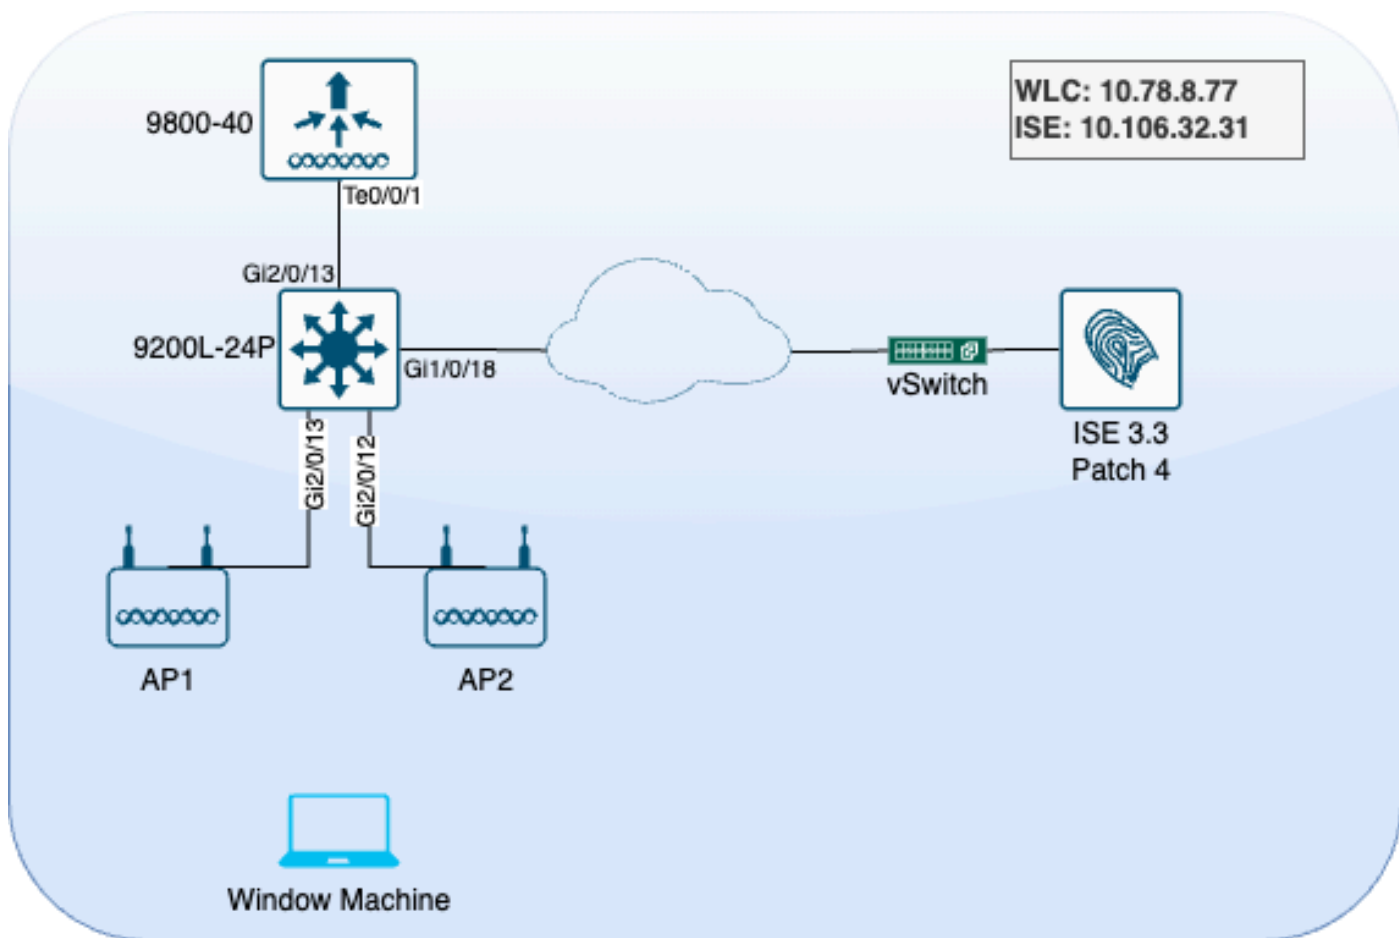 WLC: 10.78.8.77
ISE: 10.106.32.31
9800-40
Te0/0/1
Gi2/0/13
9200L-24P
Gi1/0/18
vSwitch
ISE 3.3
Patch 4
Gi2/0/13
Gi2/0/12
AP1
AP2
Window Machine